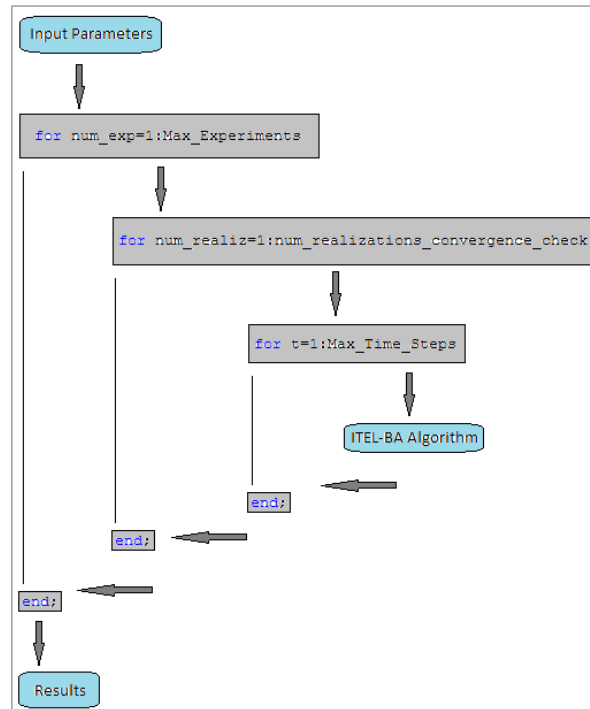 Input Parameters
for num_exp=1:Max_Experiments
for num_realiz=1:num_realizations_convergence_check
for t=1:Max_Time_Steps
ITEL-BA Algorithm
end;
end;
end;
Results